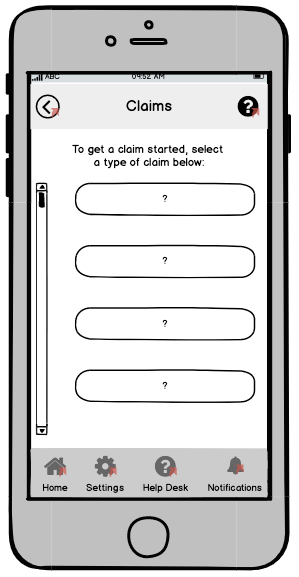 ABC 09:52 AM
Claims ?
To get a claim started, select
a type of claim below:
?
?
?
?
?
Home Settings Help Desk Notifications